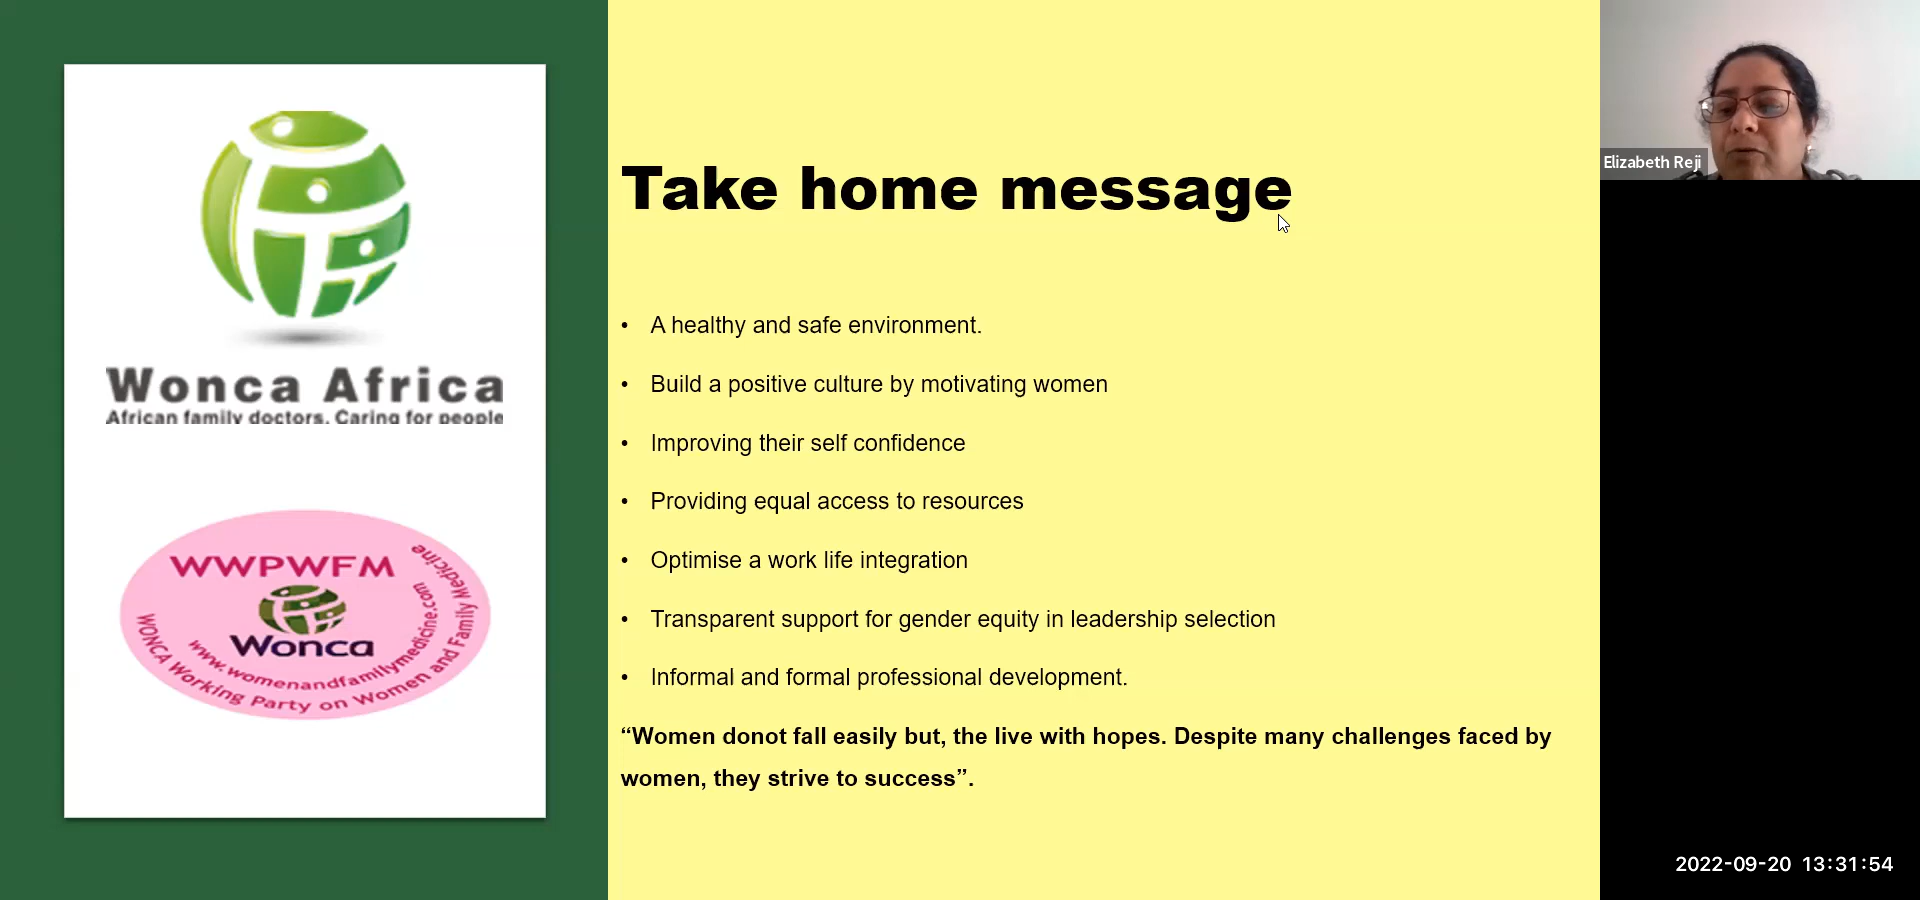 Wonca Africa
African family doctors. Caring for people
WWPWFM
Wonca
www.womenandfamilymedicine.com
WONCA Working Party on Women and Family Medicine
Take home message
• A healthy and safe environment.
• Build a positive culture by motivating women
• Improving their self confidence
• Providing equal access to resources
• Optimise a work life integration
• Transparent support for gender equity in leadership selection
• Informal and formal professional development.
“Women donot fall easily but, the live with hopes. Despite many challenges faced by
women, they strive to success”.
Elizabeth Reji
2022-09-20 13:31:54